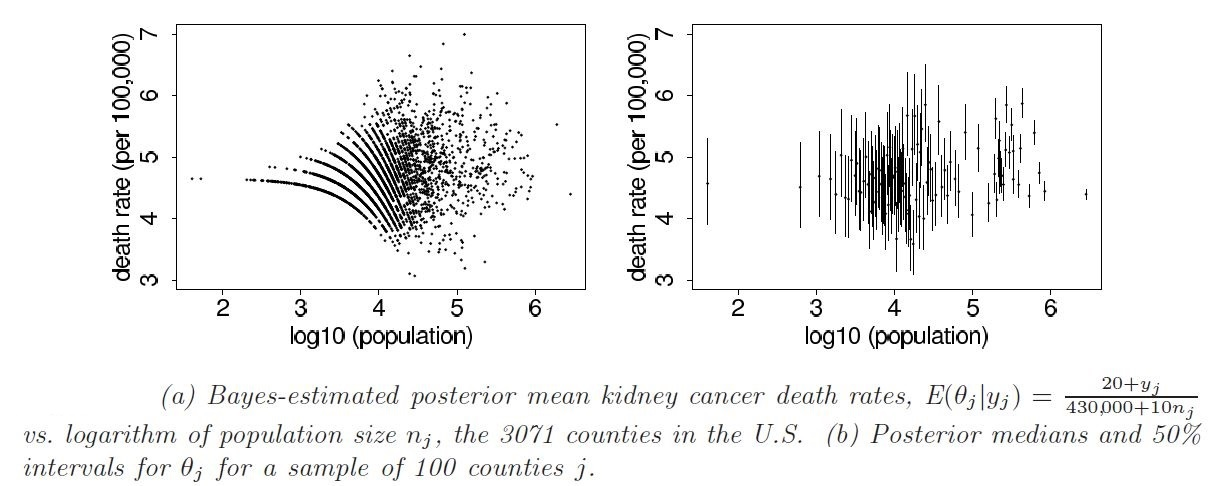 7
6
5
4
3
death rate (per 100,000)
2 3 4 5 6
log10 (population)
7
6
5
4
3
death rate (per 100,000)
2 3 4 5 6
log10 (population)
(a) Bayes-estimated posterior mean kidney cancer death rates, E(θj|yj) = 20+yj / 430,000+10nj
vs. logarithm of population size nj, the 3071 counties in the U.S. (b) Posterior medians and 50%
intervals for θj for a sample of 100 counties j.